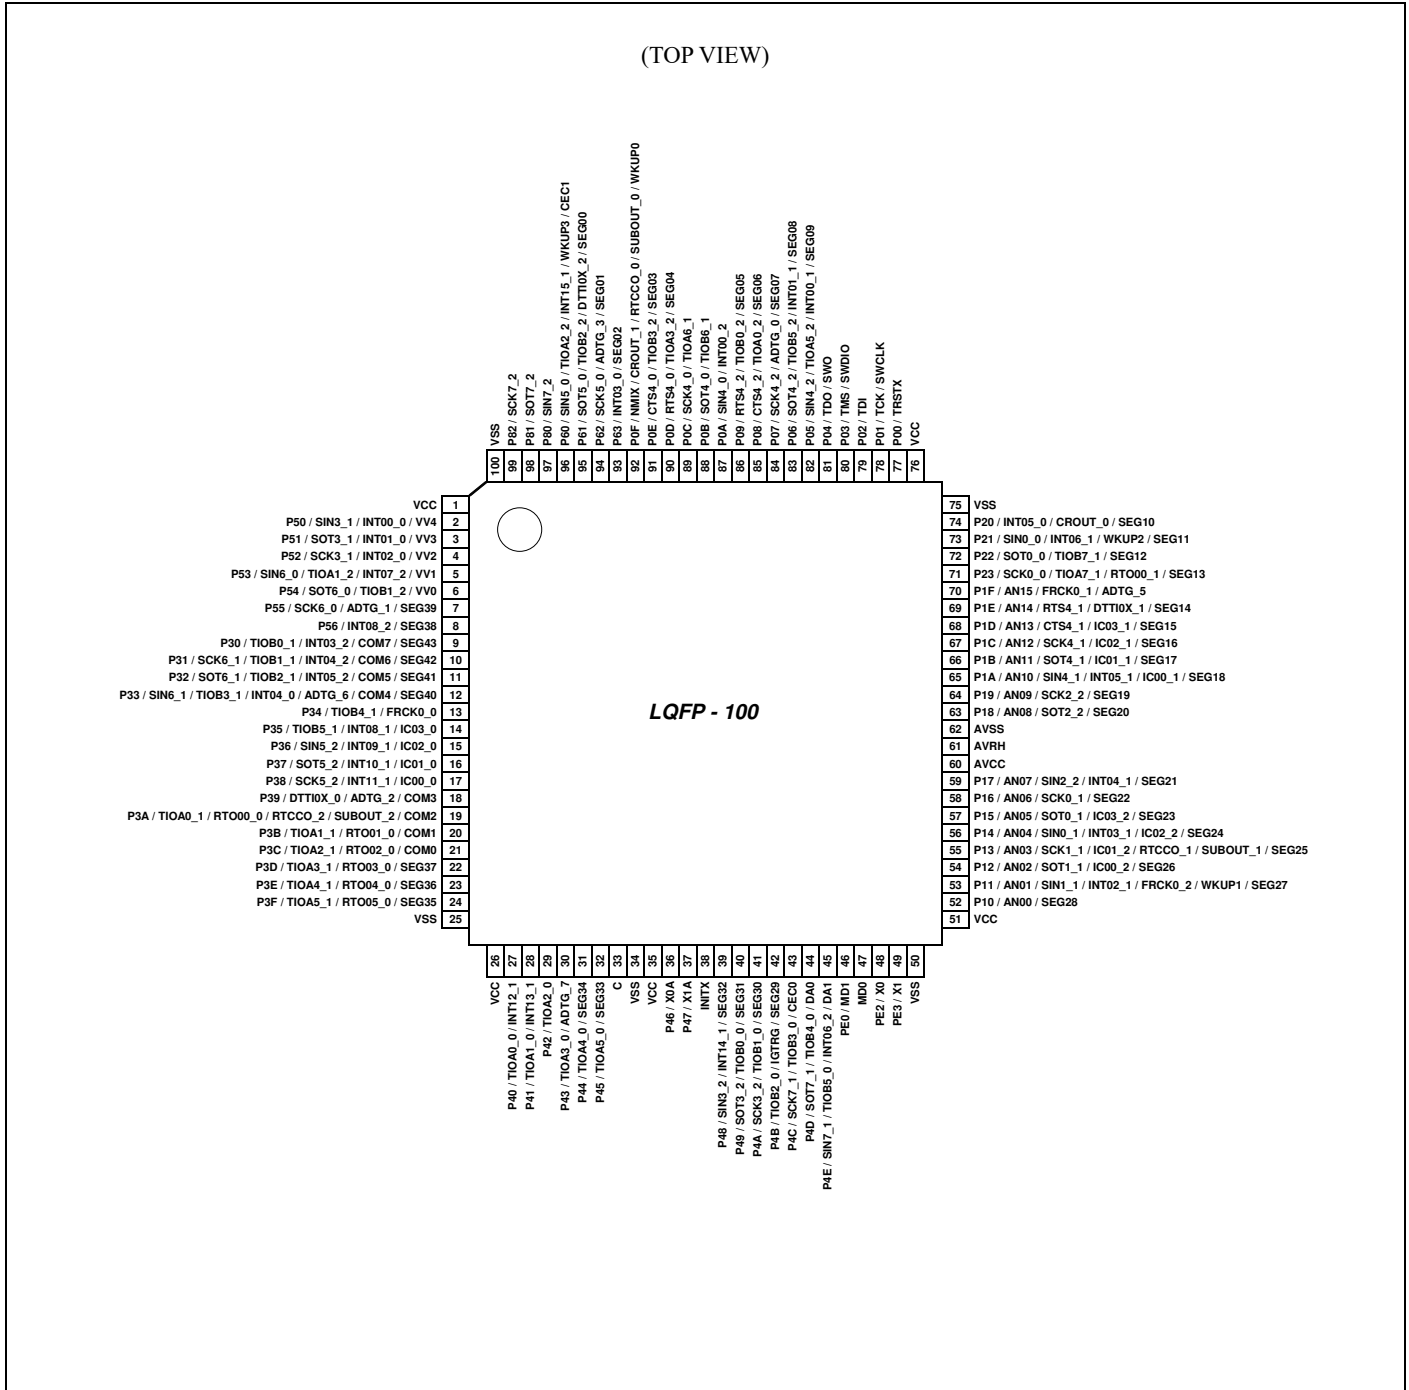 (TOP VIEW)
VSS
P82 / SCK7_2
P81 / SOT7_2
P80 / SIN7_2
P60 / SIN5_0 / TIOA2_2 / INT15_1 / WKUP3 / CEC1
P61 / SOT5_0 / TIOB2_2 / DTTI0X_2 / SEG00
P62 / SCK5_0 / ADTG_3 / SEG01
P63 / INT03_0 / SEG02
P0F / NMIX / CROUT_1 / RTCCO_0 / SUBOUT_0 / WKUP0
P0E / CTS4_0 / TIOB3_2 / SEG03
P0D / RTS4_0 / TIOA3_2 / SEG04
P0C / SCK4_0 / TIOA6_1
P0B / SOT4_0 / TIOB6_1
P0A / SIN4_0 / INT00_2
P09 / RTS4_2 / TIOB0_2 / SEG05
P08 / CTS4_2 / TIOA0_2 / SEG06
P07 / SCK4_2 / ADTG_0 / SEG07
P06 / SOT4_2 / TIOB5_2 / INT01_1 / SEG08
P05 / SIN4_2 / TIOA5_2 / INT00_1 / SEG09
P04 / TDO / SWO
P03 / TMS / SWDIO
P02 / TDI
P01 / TCK / SWCLK
P00 / TRSTX
VCC
100
99
98
97
96
95
94
93
92
91
90
89
88
87
86
85
84
83
82
81
80
79
78
77
76
VCC 1
P50 / SIN3_1 / INT00_0 / VV4 2
P51 / SOT3_1 / INT01_0 / VV3 3
P52 / SCK3_1 / INT02_0 / VV2 4
P53 / SIN6_0 / TIOA1_2 / INT07_2 / VV1 5
P54 / SOT6_0 / TIOB1_2 / VV0 6
P55 / SCK6_0 / ADTG_1 / SEG39 7
P56 / INT08_2 / SEG38 8
P30 / TIOB0_1 / INT03_2 / COM7 / SEG43 9
P31 / SCK6_1 / TIOB1_1 / INT04_2 / COM6 / SEG42 10
P32 / SOT6_1 / TIOB2_1 / INT05_2 / COM5 / SEG41 11
P33 / SIN6_1 / TIOB3_1 / INT04_0 / ADTG_6 / COM4 / SEG40 12
P34 / TIOB4_1 / FRCK0_0 13
P35 / TIOB5_1 / INT08_1 / IC03_0 14
P36 / SIN5_2 / INT09_1 / IC02_0 15
P37 / SOT5_2 / INT10_1 / IC01_0 16
P38 / SCK5_2 / INT11_1 / IC00_0 17
P39 / DTTI0X_0 / ADTG_2 / COM3 18
P3A / TIOA0_1 / RTO00_0 / RTCCO_2 / SUBOUT_2 / COM2 19
P3B / TIOA1_1 / RTO01_0 / COM1 20
P3C / TIOA2_1 / RTO02_0 / COM0 21
P3D / TIOA3_1 / RTO03_0 / SEG37 22
P3E / TIOA4_1 / RTO04_0 / SEG36 23
P3F / TIOA5_1 / RTO05_0 / SEG35 24
VSS 25
LQFP - 100
75 VSS
74 P20 / INT05_0 / CROUT_0 / SEG10
73 P21 / SIN0_0 / INT06_1 / WKUP2 / SEG11
72 P22 / SOT0_0 / TIOB7_1 / SEG12
71 P23 / SCK0_0 / TIOA7_1 / RTO00_1 / SEG13
70 P1F / AN15 / FRCK0_1 / ADTG_5
69 P1E / AN14 / RTS4_1 / DTTI0X_1 / SEG14
68 P1D / AN13 / CTS4_1 / IC03_1 / SEG15
67 P1C / AN12 / SCK4_1 / IC02_1 / SEG16
66 P1B / AN11 / SOT4_1 / IC01_1 / SEG17
65 P1A / AN10 / SIN4_1 / INT05_1 / IC00_1 / SEG18
64 P19 / AN09 / SCK2_2 / SEG19
63 P18 / AN08 / SOT2_2 / SEG20
62 AVSS
61 AVRH
60 AVCC
59 P17 / AN07 / SIN2_2 / INT04_1 / SEG21
58 P16 / AN06 / SCK0_1 / SEG22
57 P15 / AN05 / SOT0_1 / IC03_2 / SEG23
56 P14 / AN04 / SIN0_1 / INT03_1 / IC02_2 / SEG24
55 P13 / AN03 / SCK1_1 / IC01_2 / RTCCO_1 / SUBOUT_1 / SEG25
54 P12 / AN02 / SOT1_1 / IC00_2 / SEG26
53 P11 / AN01 / SIN1_1 / INT02_1 / FRCK0_2 / WKUP1 / SEG27
52 P10 / AN00 / SEG28
51 VCC
26
27
28
29
30
31
32
33
34
35
36
37
38
39
40
41
42
43
44
45
46
47
48
49
50
VCC
P40 / TIOA0_0 / INT12_1
P41 / TIOA1_0 / INT13_1
P42 / TIOA2_0
P43 / TIOA3_0 / ADTG_7
P44 / TIOA4_0 / SEG34
P45 / TIOA5_0 / SEG33
C
VSS
VCC
P46 / X0A
P47 / X1A
INITX
P48 / SIN3_2 / INT14_1 / SEG32
P49 / SOT3_2 / TIOB0_0 / SEG31
P4A / SCK3_2 / TIOB1_0 / SEG30
P4B / TIOB2_0 / IGTRG / SEG29
P4C / SCK7_1 / TIOB3_0 / CEC0
P4D / SOT7_1 / TIOB4_0 / DA0
P4E / SIN7_1 / TIOB5_0 / INT06_2 / DA1
PE0 / MD1
MD0
PE2 / X0
PE3 / X1
VSS